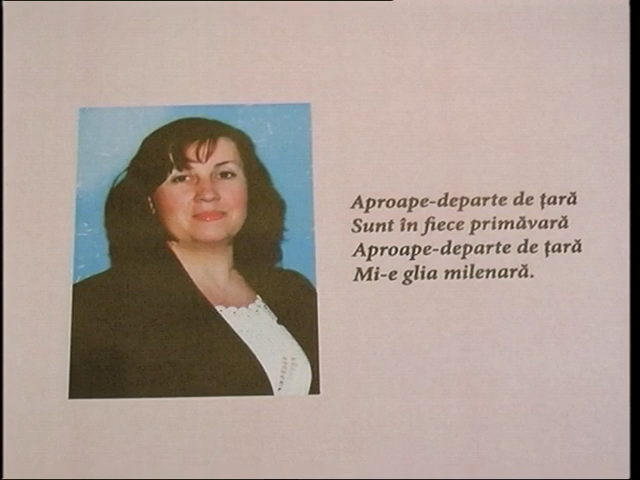 Aproape-departe de țară
Sunt în fiece primăvară
Aproape-departe de țară
Mi-e glia milenară.